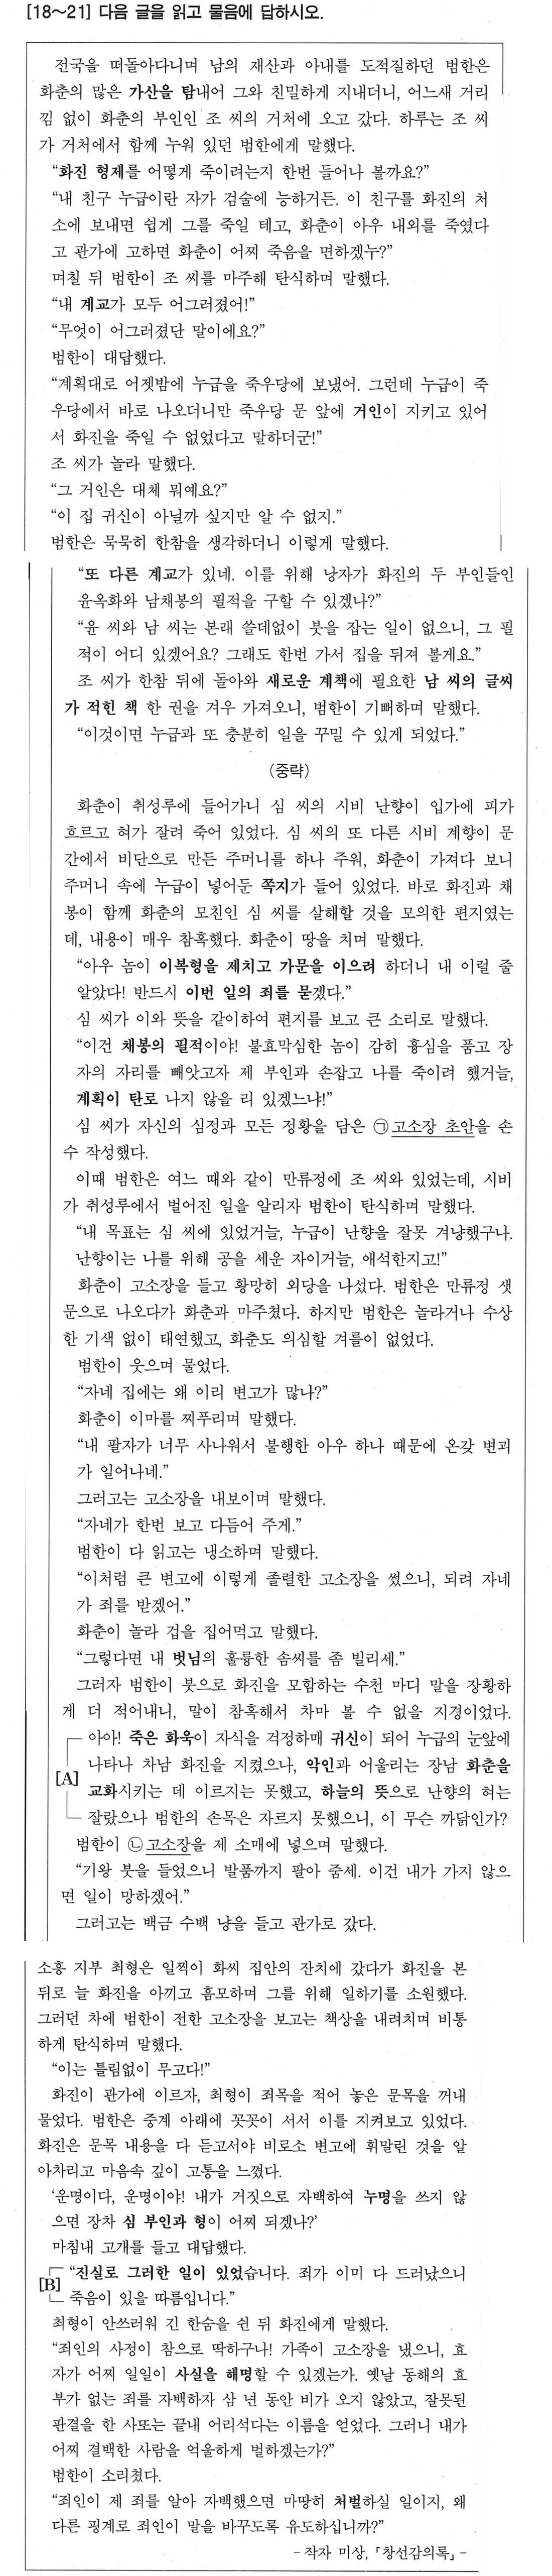 [18～21] 다음 글을 읽고 물음에 답하시오.
전국을 떠돌아다니며 남의 재산과 아내를 도적질하던 범한은
화춘의 많은 가산을 탐내어 그와 친밀하게 지내더니, 어느새 거리
낌 없이 화춘의 부인인 조 씨의 거처에 오고 갔다. 하루는 조 씨
가 거처에서 함께 누워 있던 범한에게 말했다.
“화진 형제를 어떻게 죽이려는지 한번 들어나 볼까요?”
“내 친구 누급이란 자가 검술에 능하거든. 이 친구를 화진의 처
소에 보내면 쉽게 그를 죽일 테고, 화춘이 아우 내외를 죽였다
고 관가에 고하면 화춘이 어찌 죽음을 면하겠누?”
며칠 뒤 범한이 조 씨를 마주해 탄식하며 말했다.
“내 계교가 모두 어그러졌어!”
“무엇이 어그러졌단 말이에요?”
범한이 대답했다.
“계획대로 어젯밤에 누급을 죽우당에 보냈어. 그런데 누급이 죽
우당에서 바로 나오더니만 죽우당 문 앞에 거인이 지키고 있어
서 화진을 죽일 수 없었다고 말하더군!”
조 씨가 놀라 말했다.
“그 거인은 대체 뭐예요?”
“이 집 귀신이 아닐까 싶지만 알 수 없지.”
범한은 묵묵히 한참을 생각하더니 이렇게 말했다.
“또 다른 계교가 있네. 이를 위해 낭자가 화진의 두 부인들인
윤옥화와 남채봉의 필적을 구할 수 있겠나?”
“윤 씨와 남 씨는 본래 쓸데없이 붓을 잡는 일이 없으니, 그 필
적이 어디 있겠어요? 그래도 한번 가서 집을 뒤져 볼게요.”
조 씨가 한참 뒤에 돌아와 새로운 계책에 필요한 남 씨의 글씨
가 적힌 책 한 권을 겨우 가져오니, 범한이 기뻐하며 말했다.
“이것이면 누급과 또 충분히 일을 꾸밀 수 있게 되었다.”
(중략)
화춘이 취성루에 들어가니 심 씨의 시비 난향이 입가에 피가
흐르고 혀가 잘려 죽어 있었다. 심 씨의 또 다른 시비 계향이 문
간에서 비단으로 만든 주머니를 하나 주워, 화춘이 가져다 보니
주머니 속에 누급이 넣어둔 쪽지가 들어 있었다. 바로 화진과 채
봉이 함께 화춘의 모친인 심 씨를 살해할 것을 모의한 편지였는
데, 내용이 매우 참혹했다. 화춘이 땅을 치며 말했다.
“아우 놈이 이복형을 제치고 가문을 이으려 하더니 내 이럴 줄
알았다! 반드시 이번 일의 죄를 묻겠다.”
심 씨가 이와 뜻을 같이하여 편지를 보고 큰 소리로 말했다.
“이건 채봉의 필적이야! 불효막심한 놈이 감히 흉심을 품고 장
자의 자리를 빼앗고자 제 부인과 손잡고 나를 죽이려 했거늘,
계획이 탄로 나지 않을 리 있겠느냐!”
심 씨가 자신의 심정과 모든 정황을 담은 ㉠고소장 초안을 손
수 작성했다.
이때 범한은 여느 때와 같이 만류정에 조 씨와 있었는데, 시비
가 취성루에서 벌어진 일을 알리자 범한이 탄식하며 말했다.
“내 목표는 심 씨에 있었거늘, 누급이 난향을 잘못 겨냥했구나.
난향이는 나를 위해 공을 세운 자이거늘, 애석한지고!”
화춘이 고소장을 들고 황망히 외당을 나섰다. 범한은 만류정 샛
문으로 나오다가 화춘과 마주쳤다. 하지만 범한은 놀라거나 수상
한 기색 없이 태연했고, 화춘도 의심할 겨를이 없었다.
범한이 웃으며 물었다.
“자네 집에는 왜 이리 변고가 많나?”
화춘이 이마를 찌푸리며 말했다.
“내 팔자가 너무 사나워서 불행한 아우 하나 때문에 온갖 변괴
가 일어나네.”
그러고는 고소장을 내보이며 말했다.
“자네가 한번 보고 다듬어 주게.”
범한이 다 읽고는 냉소하며 말했다.
“이처럼 큰 변고에 이렇게 졸렬한 고소장을 썼으니, 되려 자네
가 죄를 받겠어.”
화춘이 놀라 겁을 집어먹고 말했다.
“그렇다면 내 벗님의 훌륭한 솜씨를 좀 빌리세.”
그러자 범한이 붓으로 화진을 모함하는 수천 마디 말을 장황하
게 더 적어내니, 말이 참혹해서 차마 볼 수 없을 지경이었다.
아아! 죽은 화욱이 자식을 걱정하매 귀신이 되어 누급의 눈앞에
나타나 차남 화진을 지켰으나, 악인과 어울리는 장남 화춘을
[A] 교화시키는 데 이르지는 못했고, 하늘의 뜻으로 난향의 혀는
잘랐으나 범한의 손목은 자르지 못했으니, 이 무슨 까닭인가?
범한이 ㉡고소장을 제 소매에 넣으며 말했다.
“기왕 붓을 들었으니 발품까지 팔아 줌세. 이건 내가 가지 않으
면 일이 망하겠어.”
그러고는 백금 수백 냥을 들고 관가로 갔다.
소흥 지부 최형은 일찍이 화씨 집안의 잔치에 갔다가 화진을 본
뒤로 늘 화진을 아끼고 흠모하며 그를 위해 일하기를 소원했다.
그러던 차에 범한이 전한 고소장을 보고는 책상을 내려치며 비통
하게 탄식하며 말했다.
“이는 틀림없이 무고다!”
화진이 관가에 이르자, 최형이 죄목을 적어 놓은 문목을 꺼내
물었다. 범한은 중계 아래에 꼿꼿이 서서 이를 지켜보고 있었다.
화진은 문목 내용을 다 듣고서야 비로소 변고에 휘말린 것을 알
아차리고 마음속 깊이 고통을 느꼈다.
‘운명이다, 운명이야! 내가 거짓으로 자백하여 누명을 쓰지 않
으면 장차 심 부인과 형이 어찌 되겠나?’
마침내 고개를 들고 대답했다.
[B] “진실로 그러한 일이 있었습니다. 죄가 이미 다 드러났으니
죽음이 있을 따름입니다.”
최형이 안쓰러워 긴 한숨을 쉰 뒤 화진에게 말했다.
“죄인의 사정이 참으로 딱하구나! 가족이 고소장을 냈으니, 효
자가 어찌 일일이 사실을 해명할 수 있겠는가. 옛날 동해의 효
부가 없는 죄를 자백하자 삼 년 동안 비가 오지 않았고, 잘못된
판결을 한 사또는 끝내 어리석다는 이름을 얻었다. 그러니 내가
어찌 결백한 사람을 억울하게 벌하겠는가?”
범한이 소리쳤다.
“죄인이 제 죄를 알아 자백했으면 마땅히 처벌하실 일이지, 왜
다른 핑계로 죄인이 말을 바꾸도록 유도하십니까?”
- 작자 미상, 「창선감의록」 -